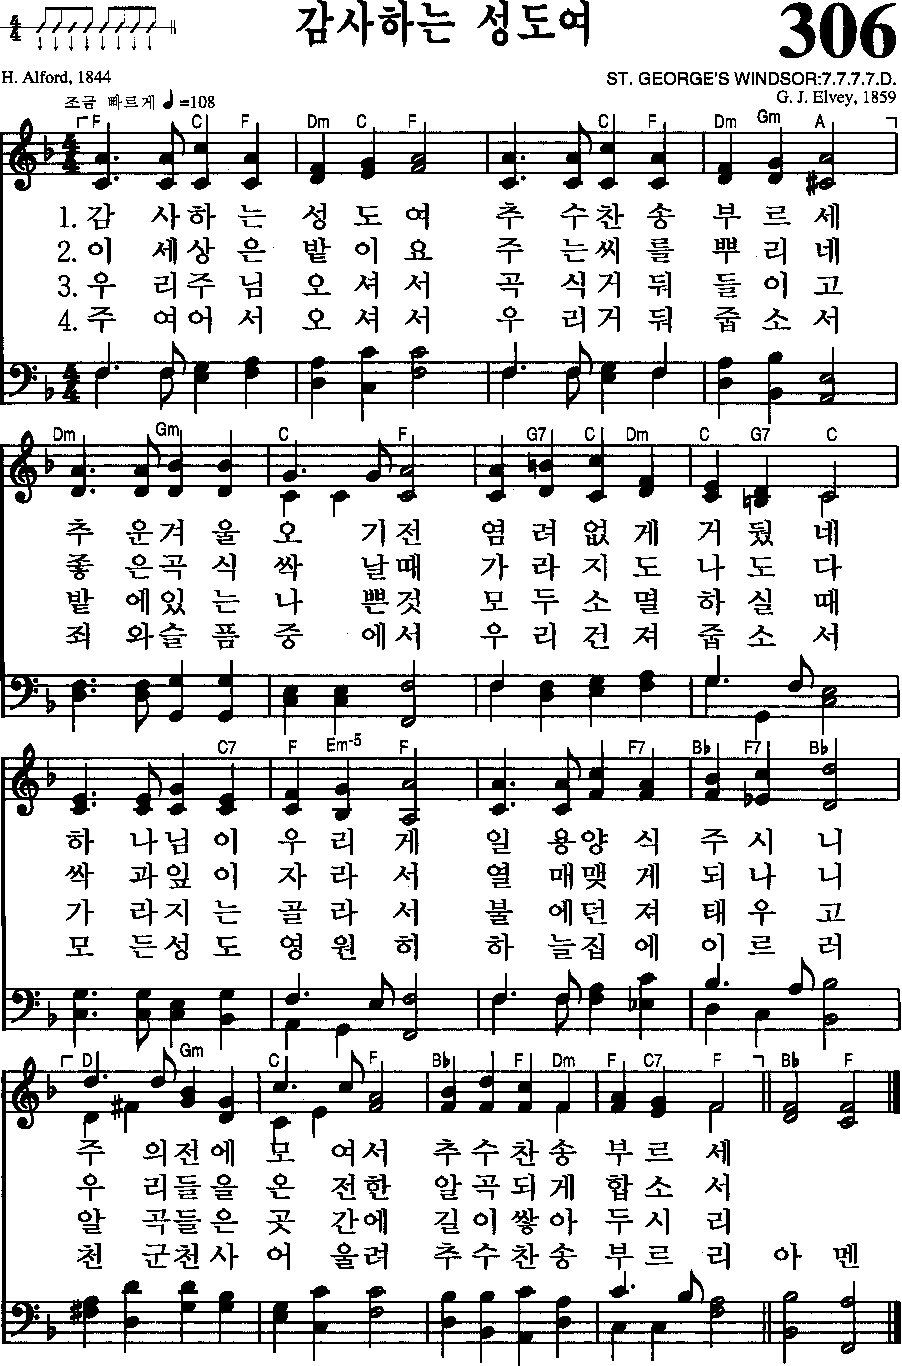 감사하는 성도여
306
H. Alford, 1844
ST. GEORGE'S WINDSOR:7.7.7.7.D.
조금 빠르게 ♩=108
G. J. Elvey, 1859
F C F Dm C F C F Dm Gm A
1. 감 사하 는 성 도 여 추 수찬 송 부 르 세
2. 이 세상 은 밭 이 요 주 는씨 를 뿌 리 네
3. 우 리주 님 오 셔 서 곡 식거 둬 들 이 고
4. 주 여어 서 오 셔 서 우 리거 둬 줍 소 서
Dm Gm C F G7 C Dm C G7 C
추 운겨 울 오 기전 염 려 없 게 거 뒀 네
좋 은곡 식 싹 날때 가 라 지 도 나 도 다
밭 에있 는 나 쁜것 모 두 소 멸 하 실 때
죄 와슬 픔 중 에서 우 리 건 져 줍 소 서
C7 F Em-5 F F7 B♭ F7 B♭
하 나님 이 우 리 게 일 용양 식 주 시 니
싹 과잎 이 자 라 서 열 매맺 게 되 나 니
가 라지 는 골 라 서 불 에던 져 태 우 고
모 든성 도 영 원 히 하 늘집 에 이 르 러
D Gm C F B♭ F Dm F C7 F B♭ F
주 의전에 모 여서 추 수 찬 송 부 르 세
우 리들을 온 전한 알 곡 되 게 합 소 서
알 곡들은 곳 간에 길 이 쌓 아 두 시 리
천 군천사 어 울려 추 수 찬 송 부 르 리 아 멘